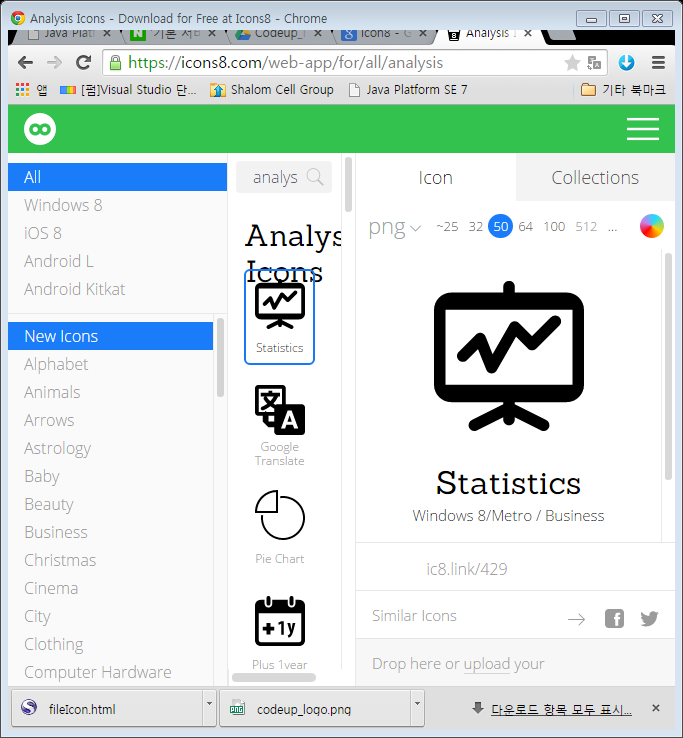 Analysis Icons - Download for Free at Icons8 - Chrome
Java Platf
기본 서
Codeup_l
icon8 - G
Analysis I
https://icons8.com/web-app/for/all/analysis
앱
[펌]Visual Studio 단...
Shalom Cell Group
Java Platform SE 7
기타 북마크
All
Windows 8
iOS 8
Android L
Android Kitkat
New Icons
Alphabet
Animals
Arrows
Astrology
Baby
Beauty
Business
Christmas
Cinema
City
Clothing
Computer Hardware
analys
Analys
Icons
Statistics
Google
Translate
Pie Chart
+1y
Plus 1year
Icon
Collections
png
~25 32 50 64 100 512 ...
Statistics
Windows 8/Metro / Business
ic8.link/429
Similar Icons
Drop here or upload your
fileIcon.html
codeup_logo.png
다운로드 항목 모두 표시...